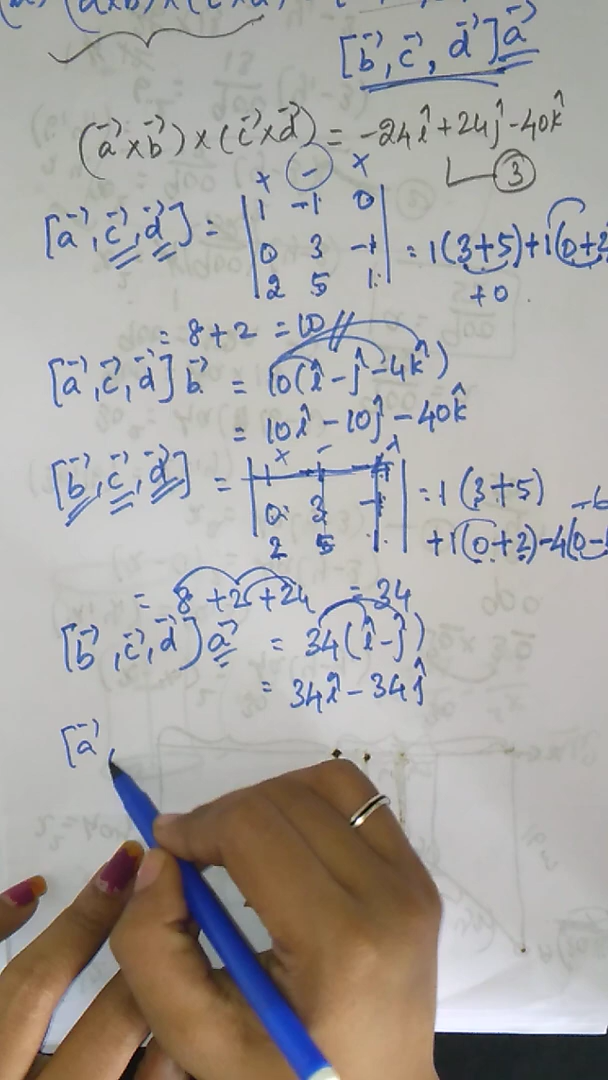 [b⃗, c⃗, d⃗] a⃗
(a⃗ × b⃗) × (c⃗ × d⃗) = -24î + 24ĵ - 40k̂
③
+ - +
[a⃗, c⃗, d⃗] = | 1 -1 0 | = 1(3+5) + 1(0+2
| 0 3 -1 | + 0
| 2 5 1 |
= 8 + 2 = 10 //
[a⃗, c⃗, d⃗] b⃗ = 10(î - ĵ - 4k̂)
= 10î - 10ĵ - 40k̂
+ -
[b⃗, c⃗, d⃗] = | 1 -1 -4 | = 1(3+5)
| 0 3 -1 | + 1(0+2) - 4(0-6
| 2 5 1 |
= 8 + 2 + 24 = 34
[b⃗, c⃗, d⃗] a⃗ = 34(î - ĵ)
= 34î - 34ĵ
[a⃗,